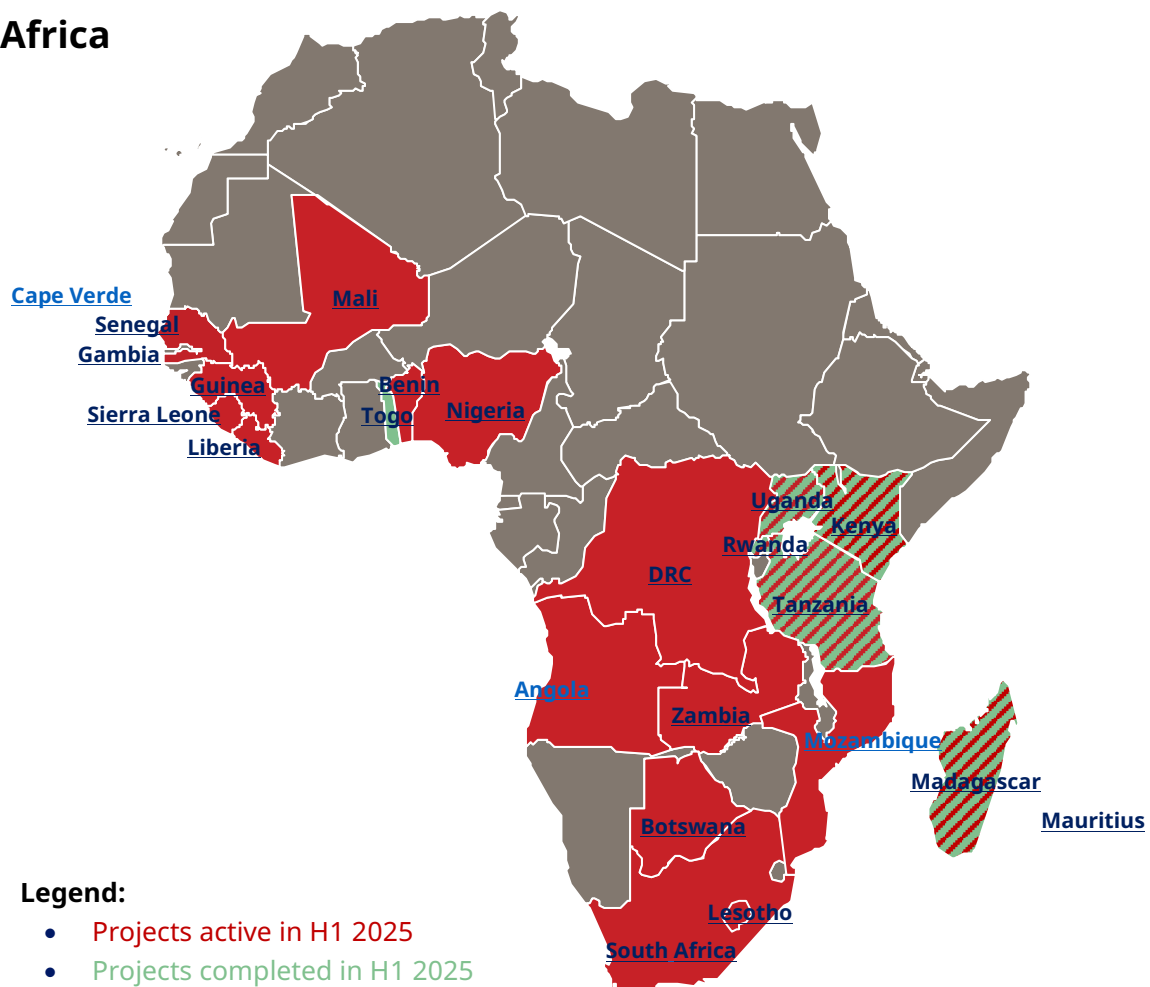 Africa
Cape Verde
Mali
Senegal
Gambia
Guinea
Benin
Sierra Leone
Togo
Nigeria
Liberia
Uganda
Kenya
Rwanda
DRC
Tanzania
Angola
Zambia
Mozambique
Madagascar
Mauritius
Botswana
Legend:
Lesotho
• Projects active in H1 2025
South Africa
• Projects completed in H1 2025